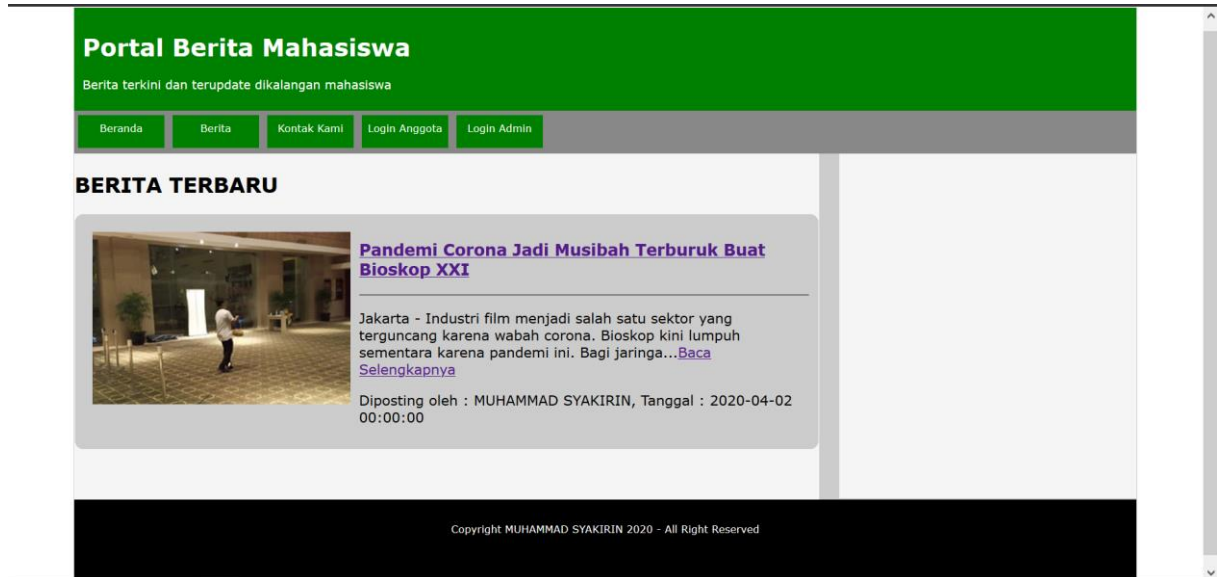 Portal Berita Mahasiswa
Berita terkini dan terupdate dikalangan mahasiswa
Beranda Berita Kontak Kami Login Anggota Login Admin
BERITA TERBARU
Pandemi Corona Jadi Musibah Terburuk Buat
Bioskop XXI
Jakarta - Industri film menjadi salah satu sektor yang
terguncang karena wabah corona. Bioskop kini lumpuh
sementara karena pandemi ini. Bagi jaringa...Baca
Selengkapnya
Diposting oleh : MUHAMMAD SYAKIRIN, Tanggal : 2020-04-02
00:00:00
Copyright MUHAMMAD SYAKIRIN 2020 - All Right Reserved